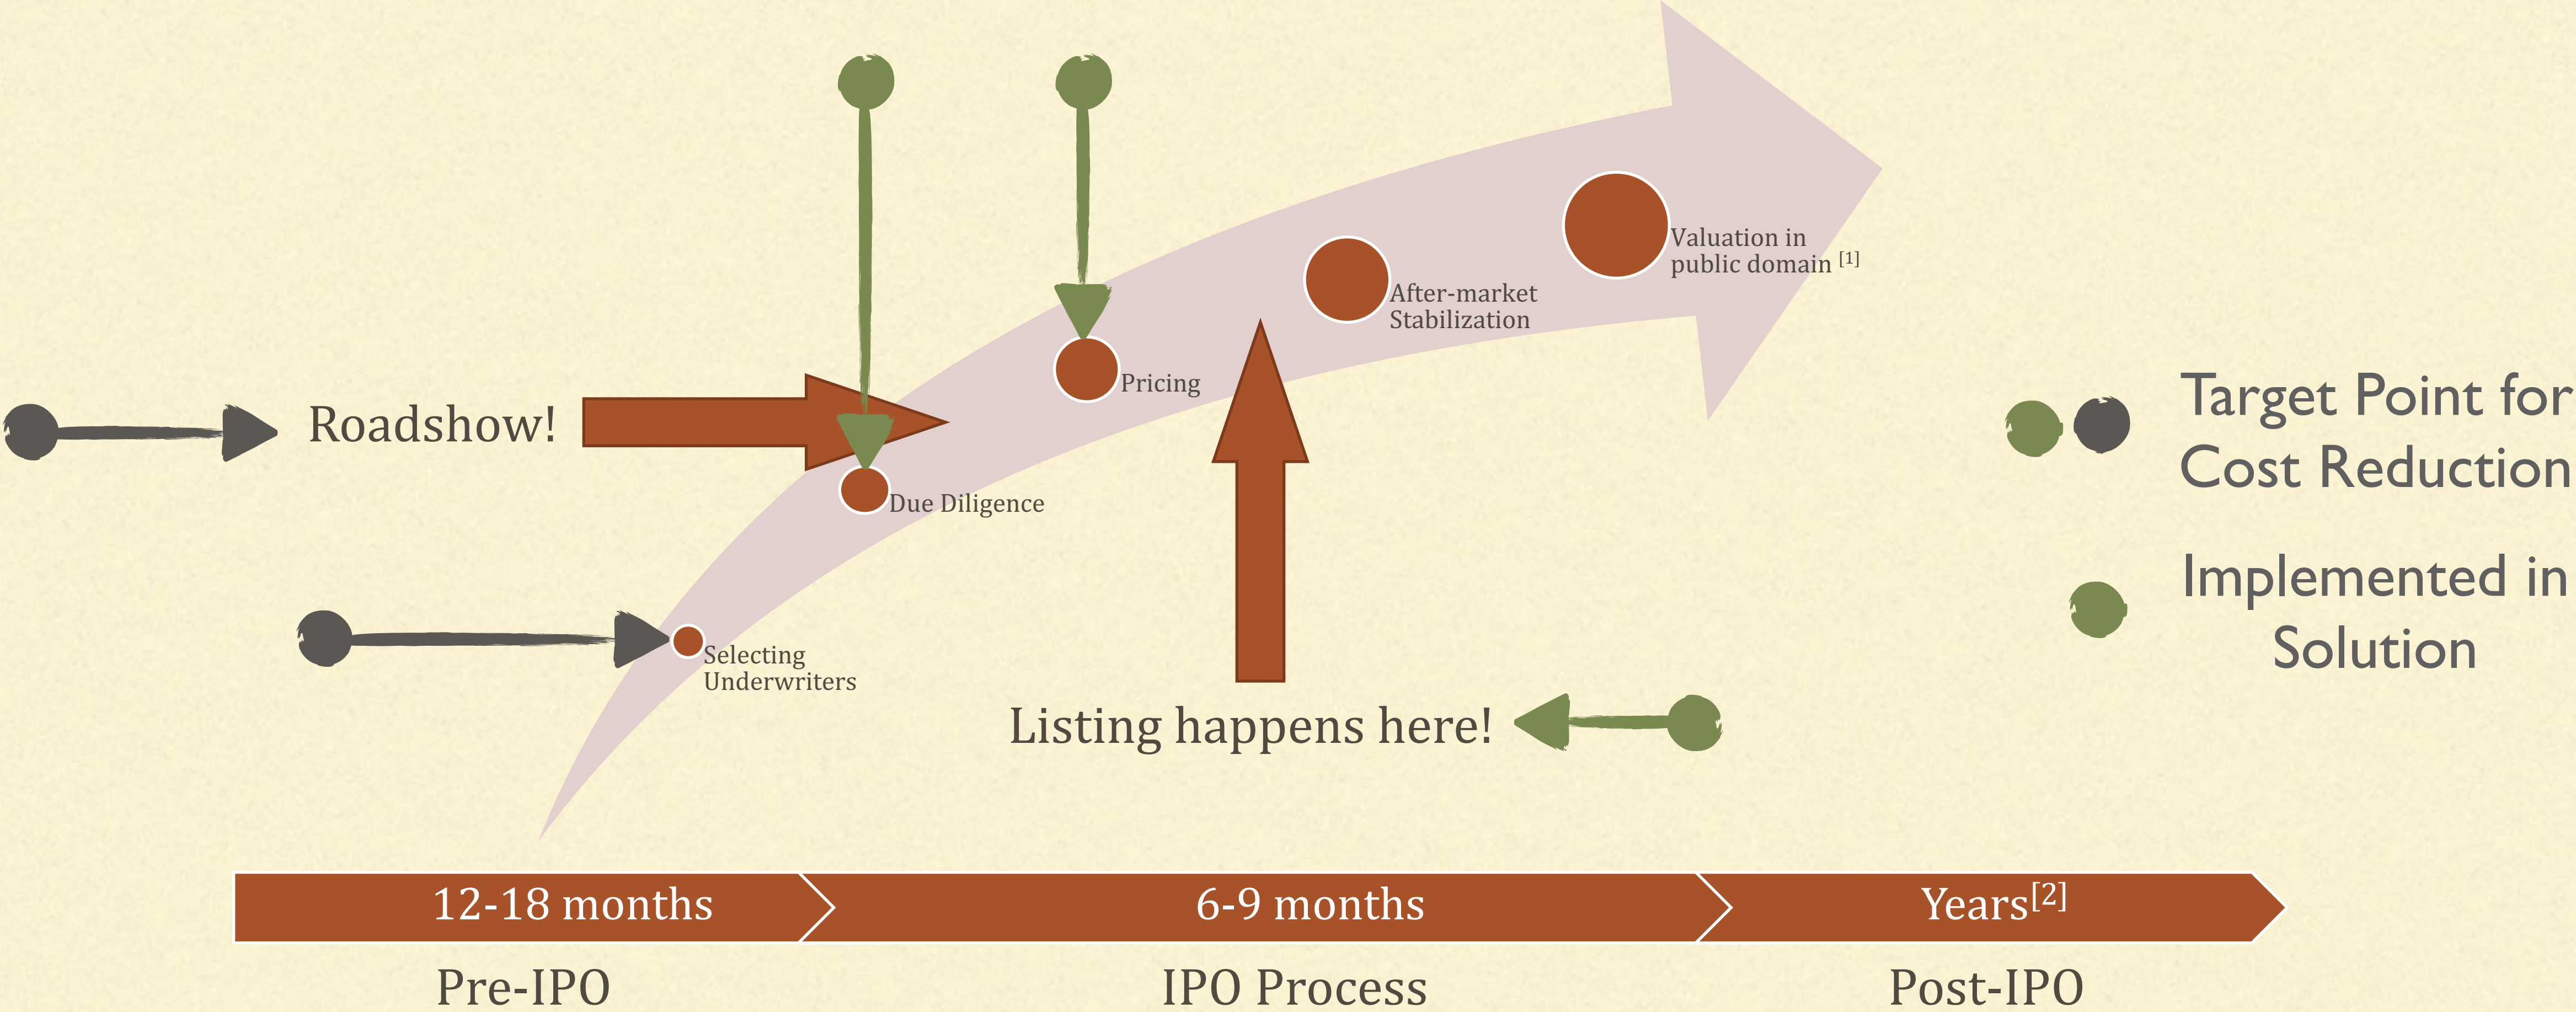 Valuation in
public domain [1]
After-market
Stabilization
Pricing
Roadshow!
Due Diligence
Selecting
Underwriters
Listing happens here!
Target Point for
Cost Reduction
Implemented in
Solution
12-18 months
6-9 months
Years[2]
Pre-IPO
IPO Process
Post-IPO